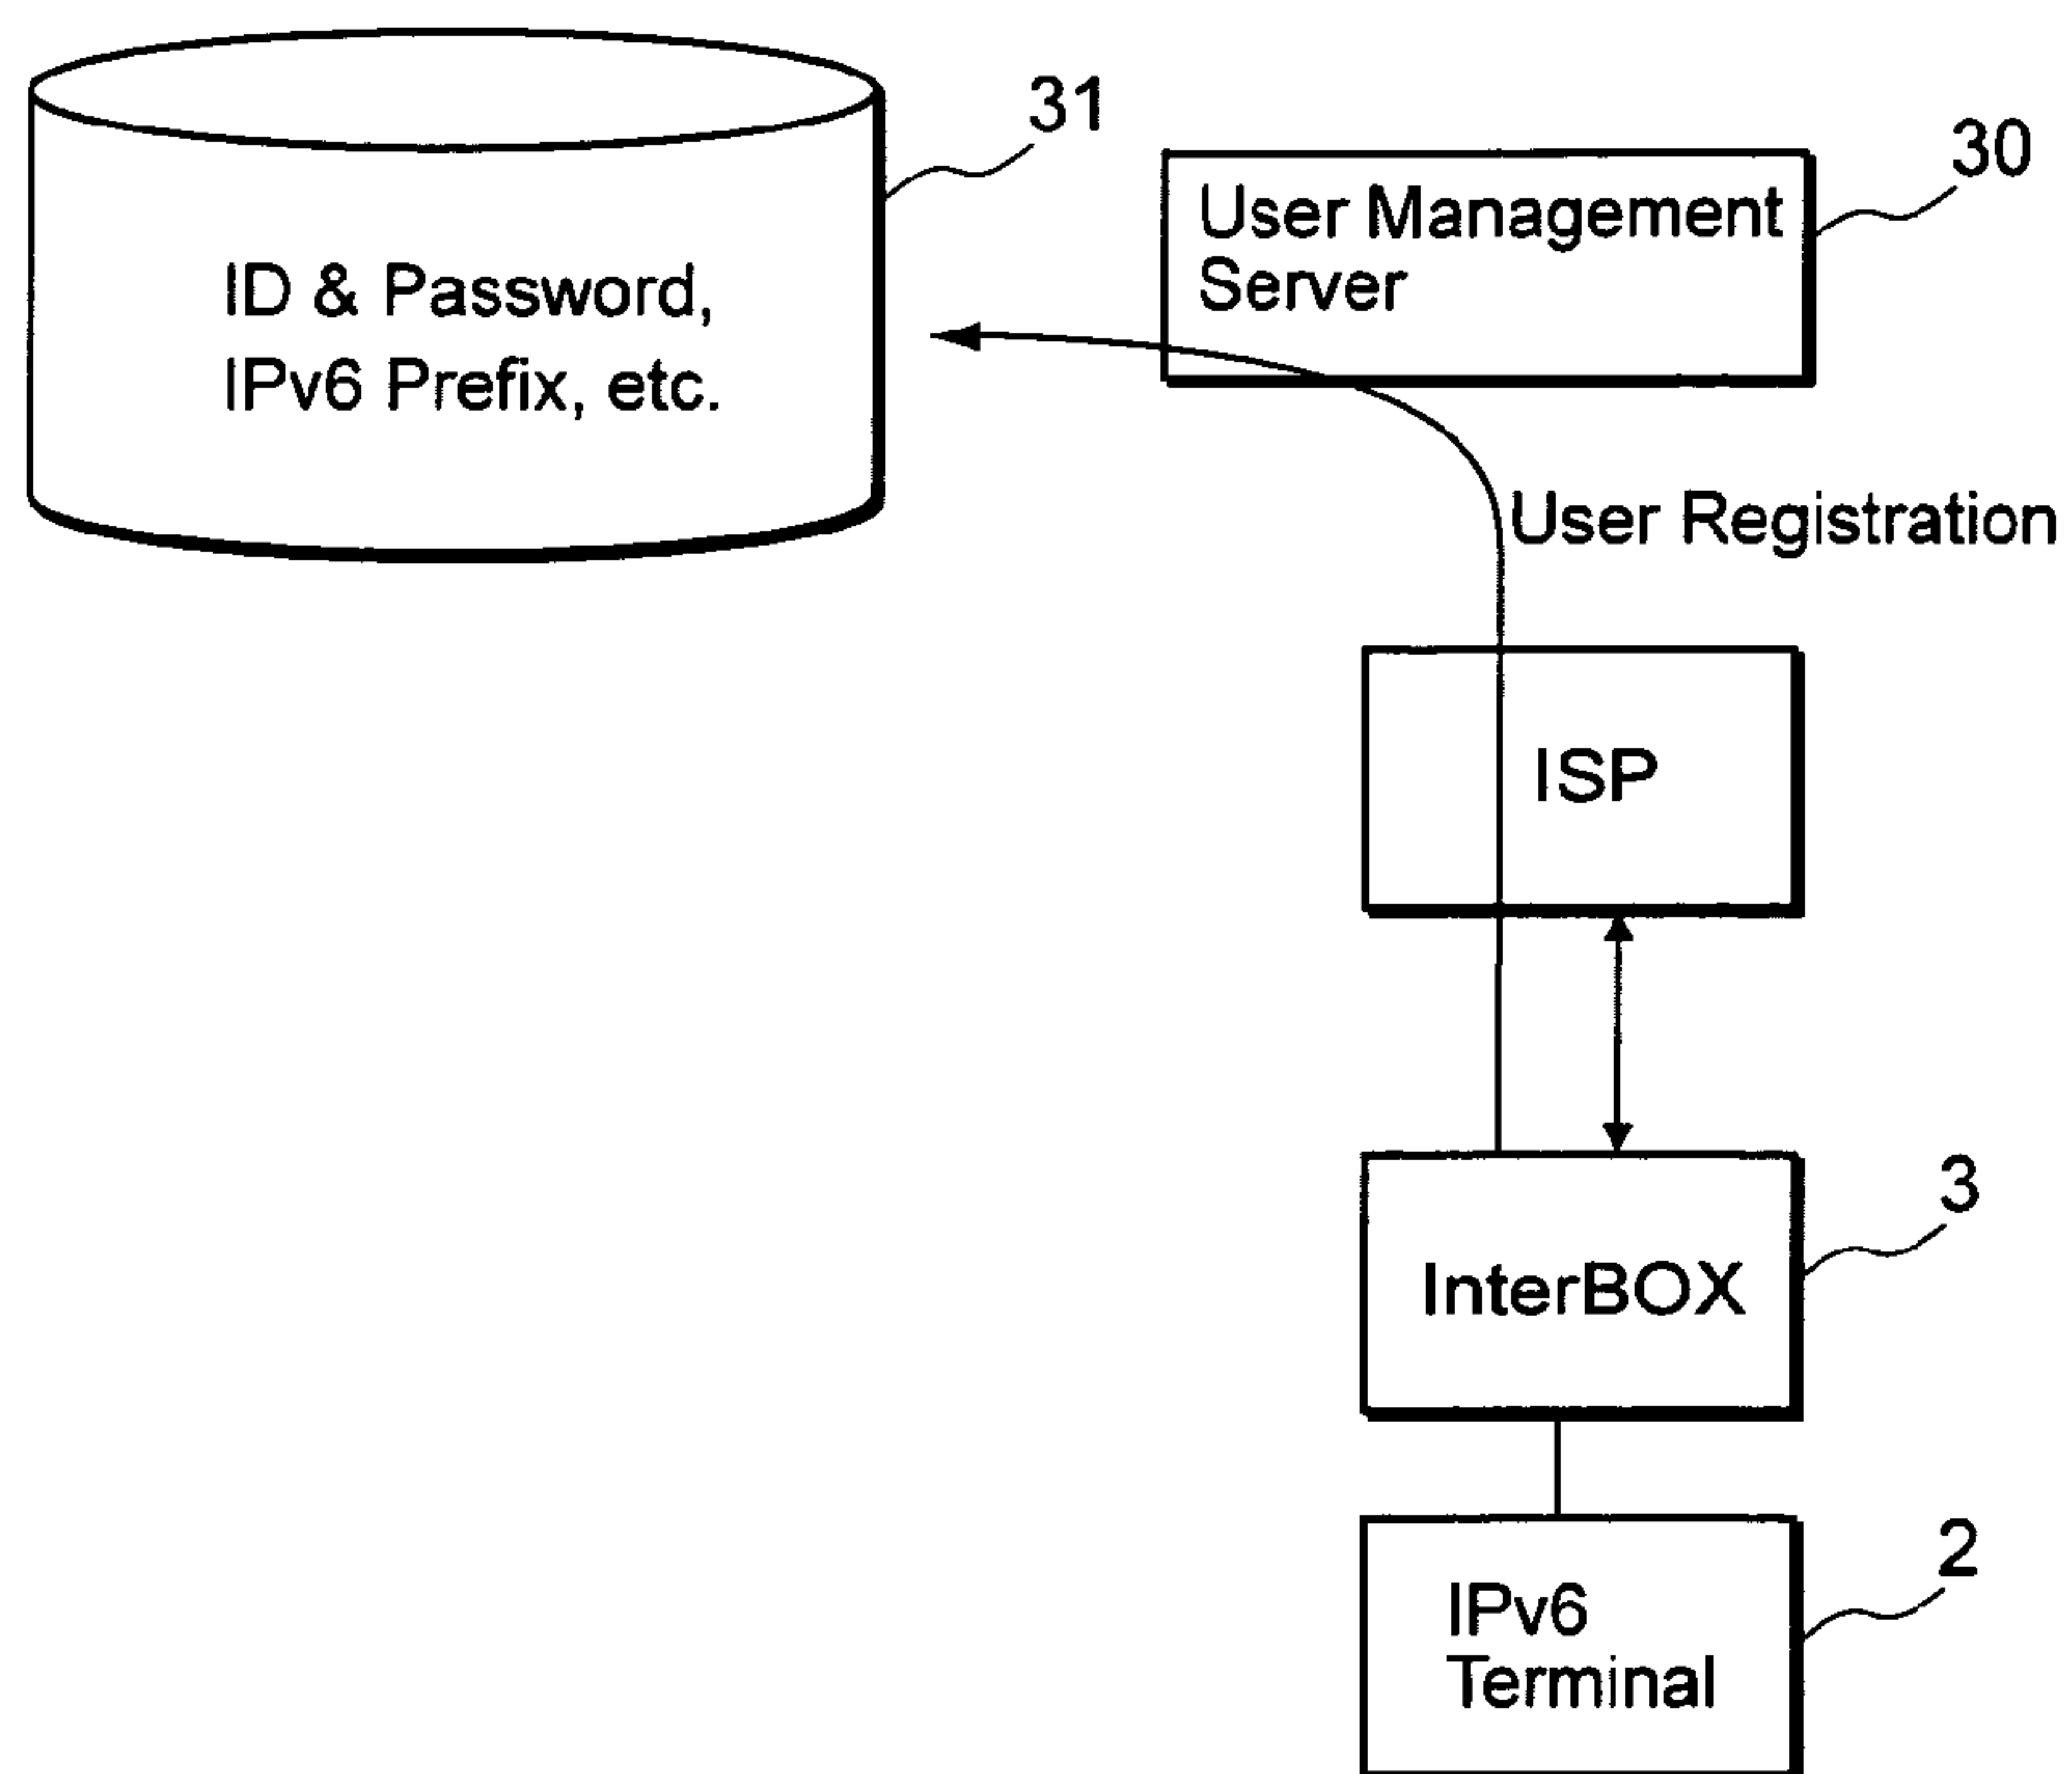 31
30
User Management
Server
ID & Password,
IPv6 Prefix, etc.
User Registration
ISP
3
InterBOX
2
IPv6
Terminal